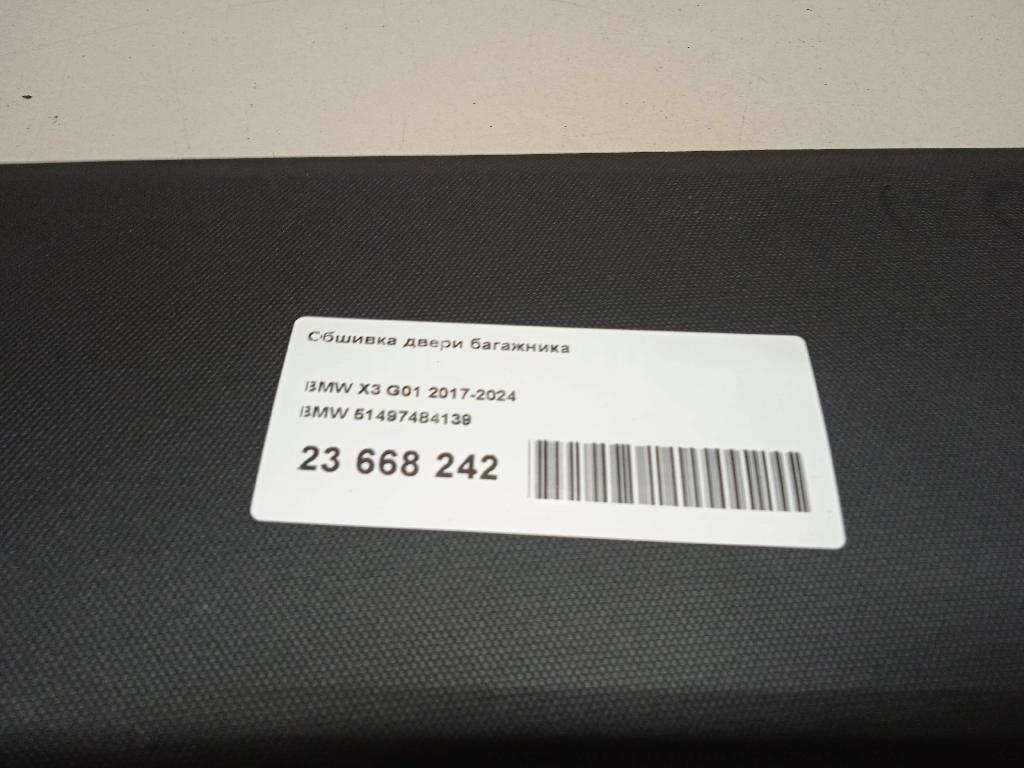 Обшивка двери багажника
BMW X3 G01 2017-2024
BMW 51497484139
23 668 242